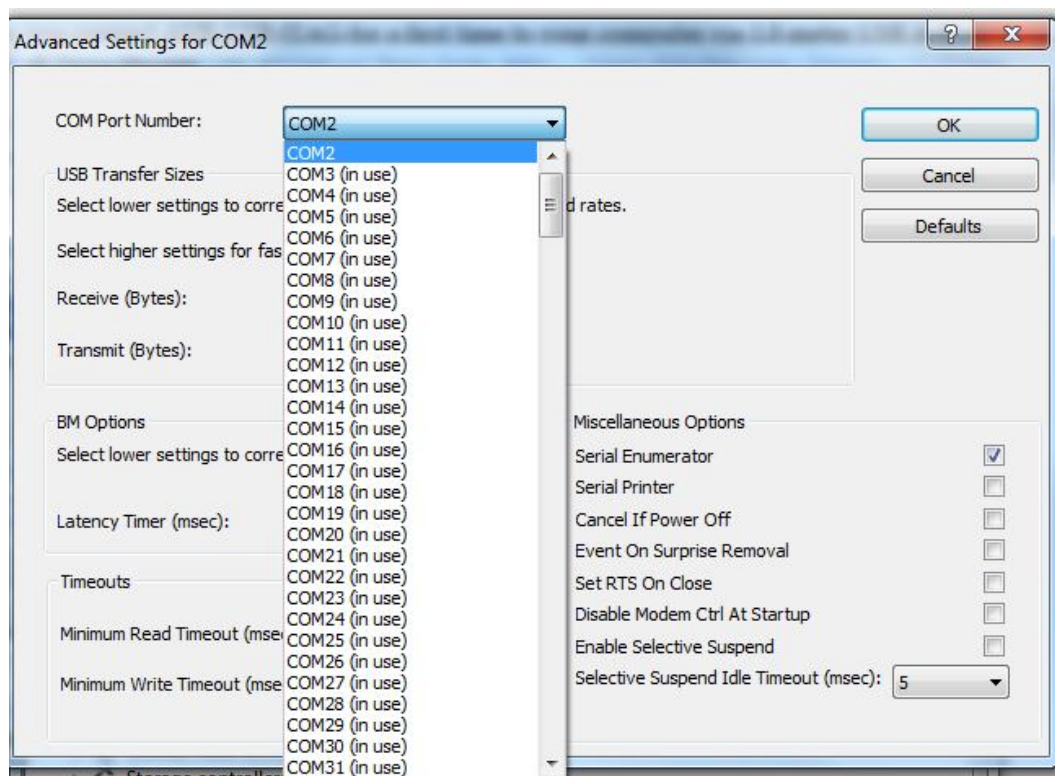 Advanced Settings for COM2
COM Port Number:
COM2
OK
COM2
USB Transfer Sizes
COM3 (in use)
Cancel
COM4 (in use)
Select lower settings to corre
d rates.
COM5 (in use)
Defaults
COM6 (in use)
Select higher settings for fas
COM7 (in use)
COM8 (in use)
Receive (Bytes):
COM9 (in use)
COM10 (in use)
COM11 (in use)
Transmit (Bytes):
COM12 (in use)
COM13 (in use)
COM14 (in use)
BM Options
COM15 (in use)
Miscellaneous Options
Select lower settings to corre
COM16 (in use)
Serial Enumerator
COM17 (in use)
COM18 (in use)
Serial Printer
COM19 (in use)
Latency Timer (msec):
COM20 (in use)
Cancel If Power Off
COM21 (in use)
Event On Surprise Removal
COM22 (in use)
Timeouts
COM23 (in use)
Set RTS On Close
COM24 (in use)
Disable Modem Ctrl At Startup
Minimum Read Timeout (mse
COM25 (in use)
COM26 (in use)
Enable Selective Suspend
COM27 (in use)
Minimum Write Timeout (mse
Selective Suspend Idle Timeout (msec):
5
COM28 (in use)
COM29 (in use)
COM30 (in use)
COM31 (in use)